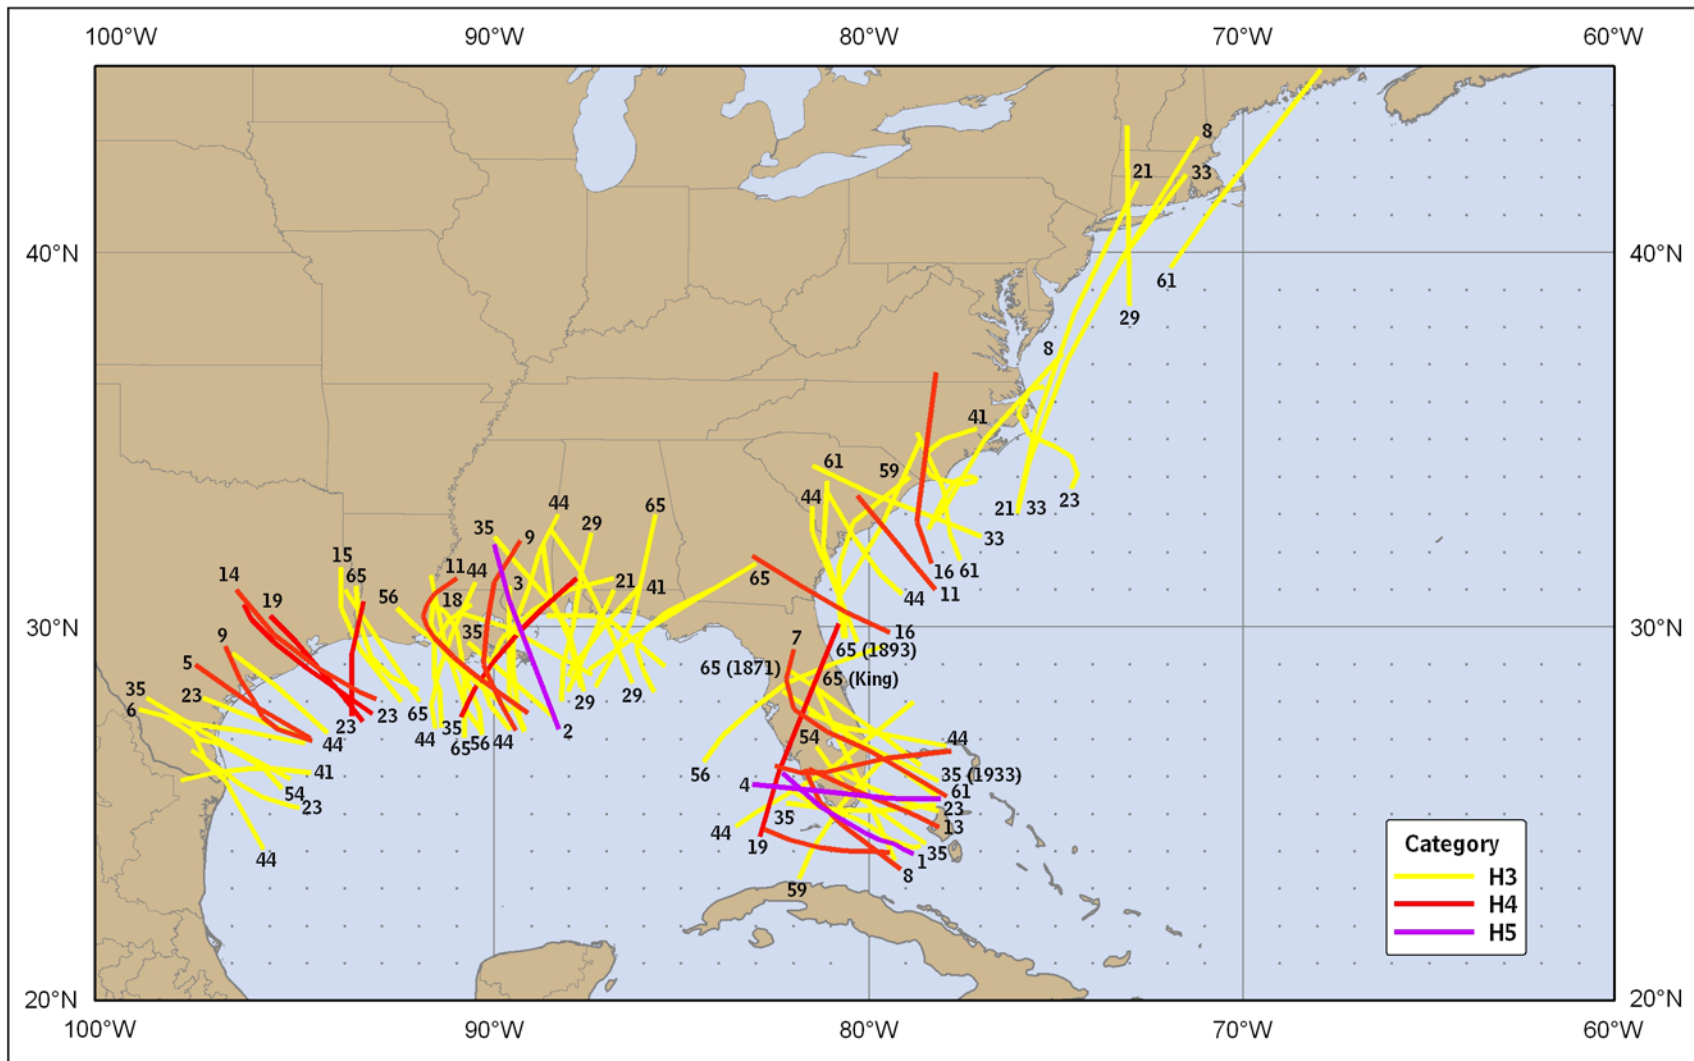 100°W 90°W 80°W 70°W 60°W
8
21 33
40°N 40°N
61
29
8
41
61 59
44
44 65
23
35 9 29 21 33
33
15 11 44 3 21 41 65 16 61
14 65 56 18 44 11
19
30°N 16 30°N
9 35 7 65 (1893)
5 65 (1871) 65 (King)
35 23 29 29
6 65
23 23 35 2 54 44
44 44 65 56 44
41 56 4 35 (1933)
54 61
23 23
44 35 13
19 35
44 1
8
59
Category
H3
H4
H5
20°N 20°N
100°W 90°W 80°W 70°W 60°W